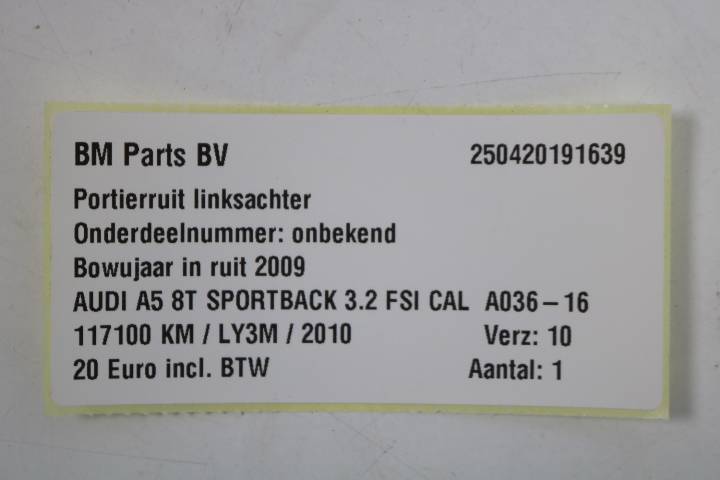 BM Parts BV 250420191639
Portierruit linksachter
Onderdeelnummer: onbekend
Bowujaar in ruit 2009
AUDI A5 8T SPORTBACK 3.2 FSI CAL A036-16
117100 KM / LY3M / 2010 Verz: 10
20 Euro incl. BTW Aantal: 1